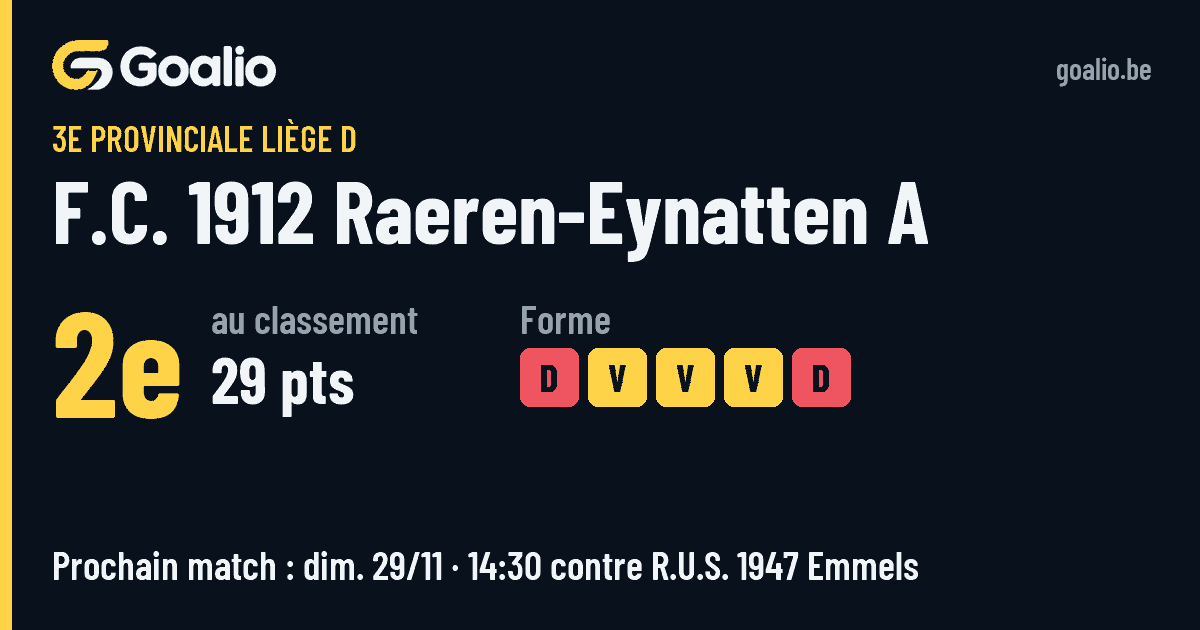 Goalio
goalio.be
3E PROVINCIALE LIÈGE D
F.C. 1912 Raeren-Eynatten A
2e
au classement
29 pts
Forme
D V V V D
Prochain match : dim. 29/11 · 14:30 contre R.U.S. 1947 Emmels